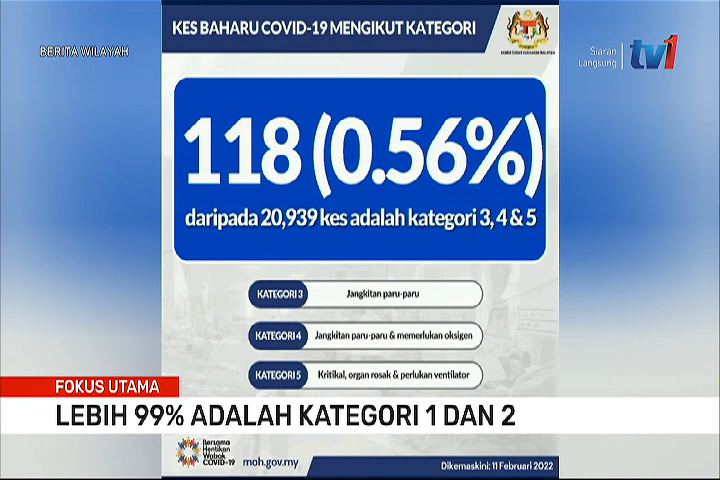 KES BAHARU COVID-19 MENGIKUT KATEGORI
BERITA WILAYAH
Siaran
Langsung
tv1
118 (0.56%)
daripada 20,939 kes adalah kategori 3, 4 & 5
KATEGORI 3 Jangkitan paru-paru
KATEGORI 4 Jangkitan paru-paru & memerlukan oksigen
KATEGORI 5 Kritikal, organ rosak & perlukan ventilator
FOKUS UTAMA
LEBIH 99% ADALAH KATEGORI 1 DAN 2
Bersama
Hentikan
Wabak
COVID-19
moh.gov.my
Dikemaskini: 11 Februari 2022